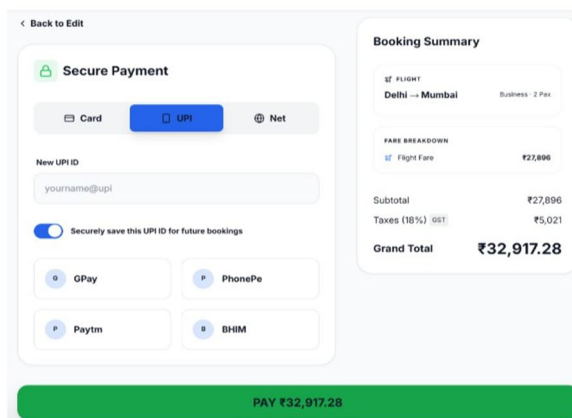 < Back to Edit
Secure Payment
Card
UPI
Net
New UPI ID
yourname@upi
Securely save this UPI ID for future bookings
G GPay
P PhonePe
P Paytm
B BHIM
Booking Summary
FLIGHT
Delhi → Mumbai Business · 2 Pax
FARE BREAKDOWN
Flight Fare ₹27,896
Subtotal ₹27,896
Taxes (18%) GST ₹5,021
Grand Total ₹32,917.28
PAY ₹32,917.28